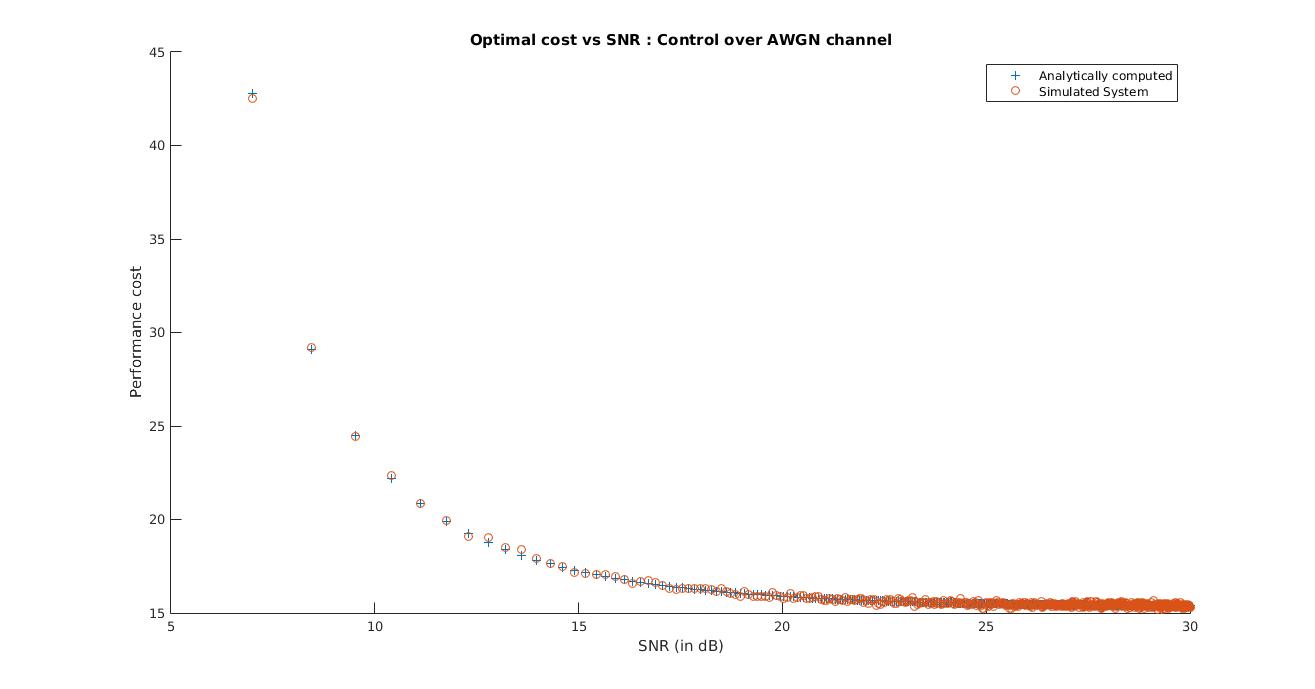 Optimal cost vs SNR : Control over AWGN channel
Analytically computed
Simulated System
45
40
35
30
25
20
15
Performance cost
5 10 15 20 25 30
SNR (in dB)